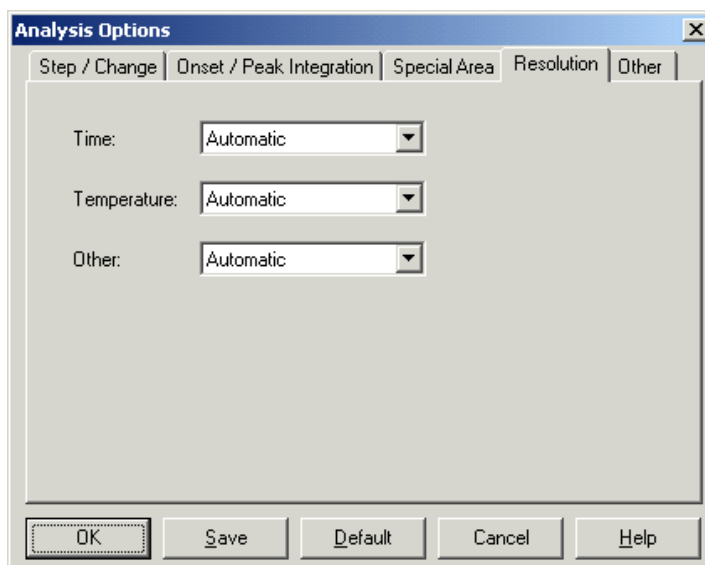 Analysis Options
Step / Change Onset / Peak Integration Special Area Resolution Other
Time: Automatic
Temperature: Automatic
Other: Automatic
OK Save Default Cancel Help